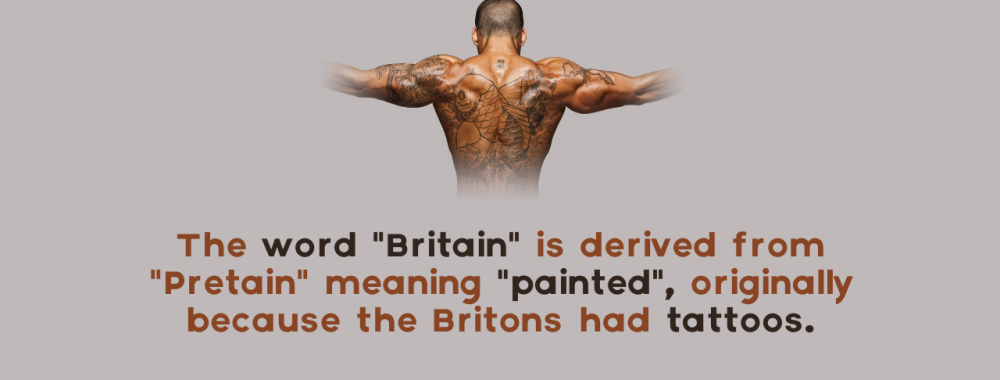 The word "Britain" is derived from
"Pretain" meaning "painted", originally
because the Britons had tattoos.